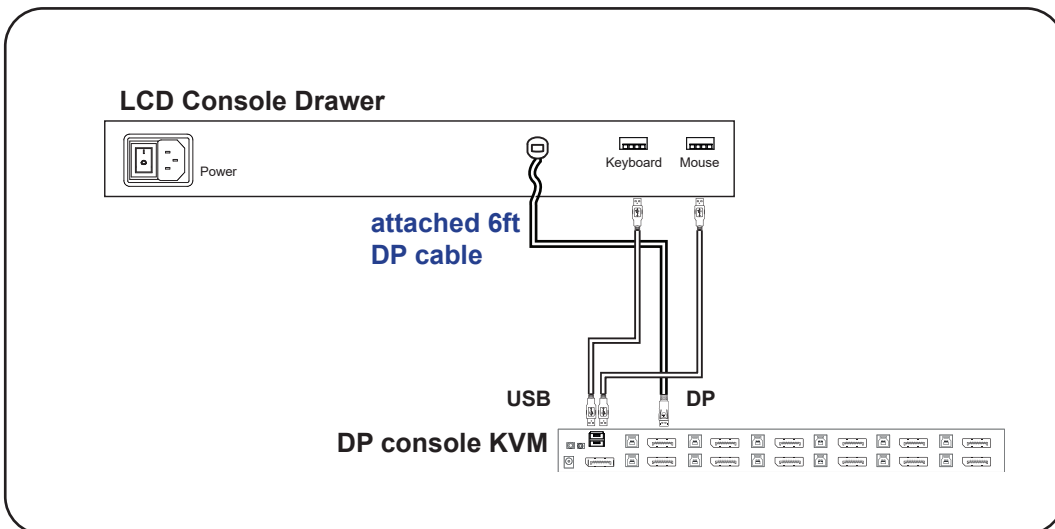 LCD Console Drawer
Power
Keyboard
Mouse
attached 6ft
DP cable
USB
DP
DP console KVM